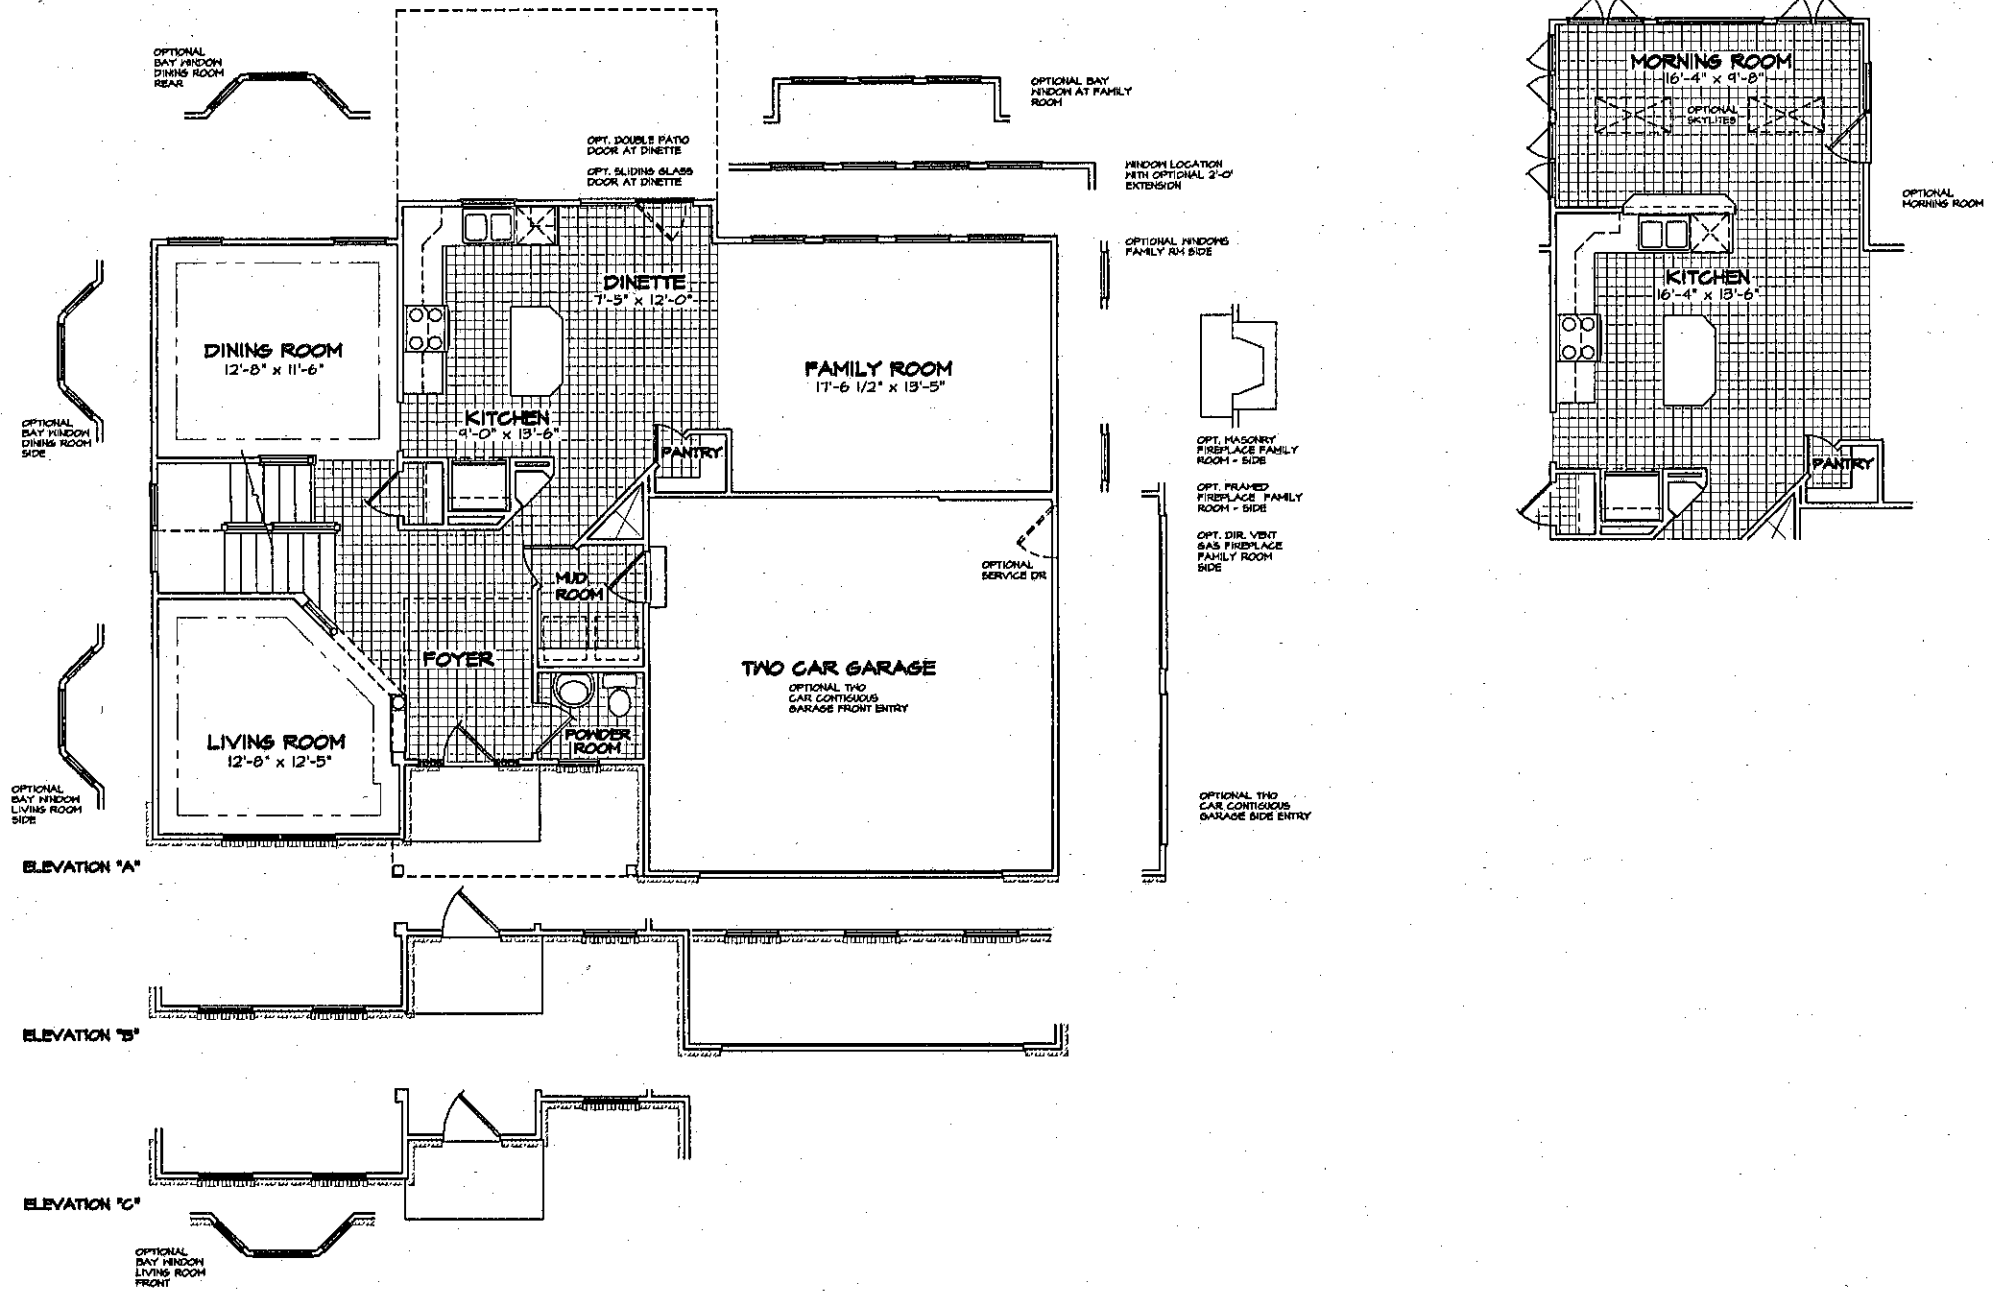 OPTIONAL
BAY WINDOW
DINING ROOM
REAR
OPTIONAL BAY
WINDOW AT FAMILY
ROOM
OPT. DOUBLE PATIO
DOOR AT DINETTE
OPT. SLIDING GLASS
DOOR AT DINETTE
WINDOW LOCATION
WITH OPTIONAL 2'-0"
EXTENSION
OPTIONAL WINDOWS
FAMILY RM SIDE
DINETTE
7'-5" x 12'-0"
DINING ROOM
12'-8" x 11'-6"
FAMILY ROOM
17'-6 1/2" x 13'-5"
KITCHEN
9'-0" x 13'-6"
PANTRY
OPTIONAL
BAY WINDOW
DINING ROOM
SIDE
OPT. MASONRY
FIREPLACE FAMILY
ROOM - SIDE
OPT. FRAMED
FIREPLACE FAMILY
ROOM - SIDE
OPT. DIR. VENT
GAS FIREPLACE
FAMILY ROOM
SIDE
OPTIONAL
SERVICE DR
MUD
ROOM
FOYER
TWO CAR GARAGE
OPTIONAL TWO
CAR CONTIGUOUS
GARAGE FRONT ENTRY
POWDER
ROOM
LIVING ROOM
12'-8" x 12'-5"
OPTIONAL
BAY WINDOW
LIVING ROOM
SIDE
OPTIONAL TWO
CAR CONTIGUOUS
GARAGE SIDE ENTRY
ELEVATION "A"
ELEVATION "B"
ELEVATION "C"
OPTIONAL
BAY WINDOW
LIVING ROOM
FRONT
MORNING ROOM
16'-4" x 9'-8"
OPTIONAL
SKYLITES
OPTIONAL
MORNING ROOM
KITCHEN
16'-4" x 13'-6"
PANTRY